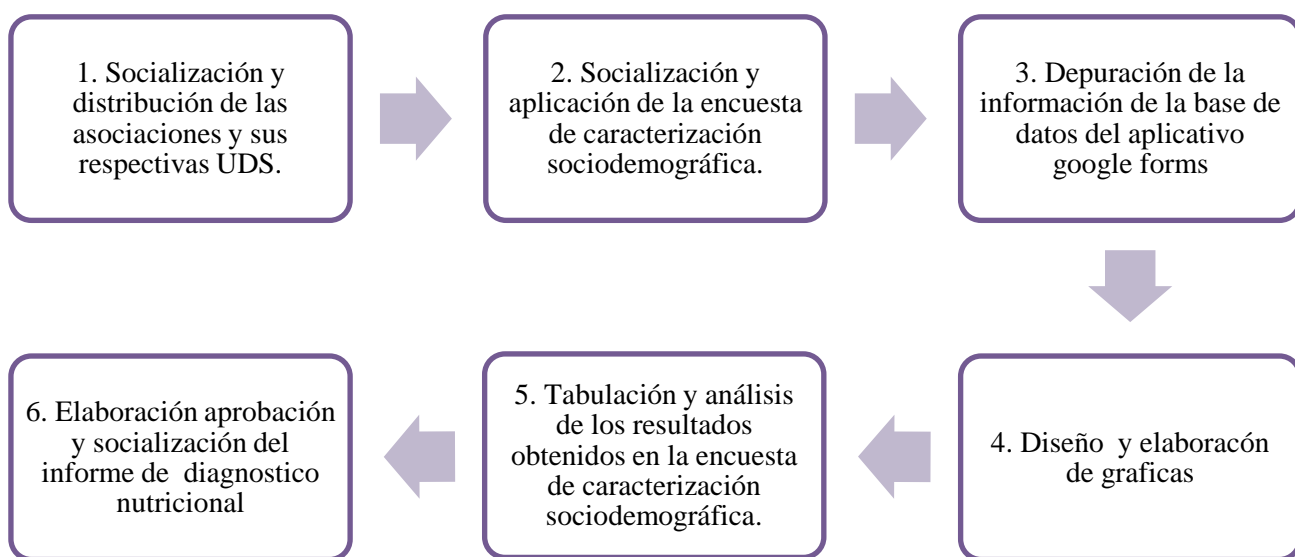 1. Socialización y
distribución de las
asociaciones y sus
respectivas UDS.
2. Socialización y
aplicación de la encuesta
de caracterización
sociodemográfica.
3. Depuración de la
información de la base de
datos del aplicativo
google forms
4. Diseño y elaboracón
de graficas
5. Tabulación y análisis
de los resultados
obtenidos en la encuesta
de caracterización
sociodemográfica.
6. Elaboración aprobación
y socialización del
informe de diagnostico
nutricional